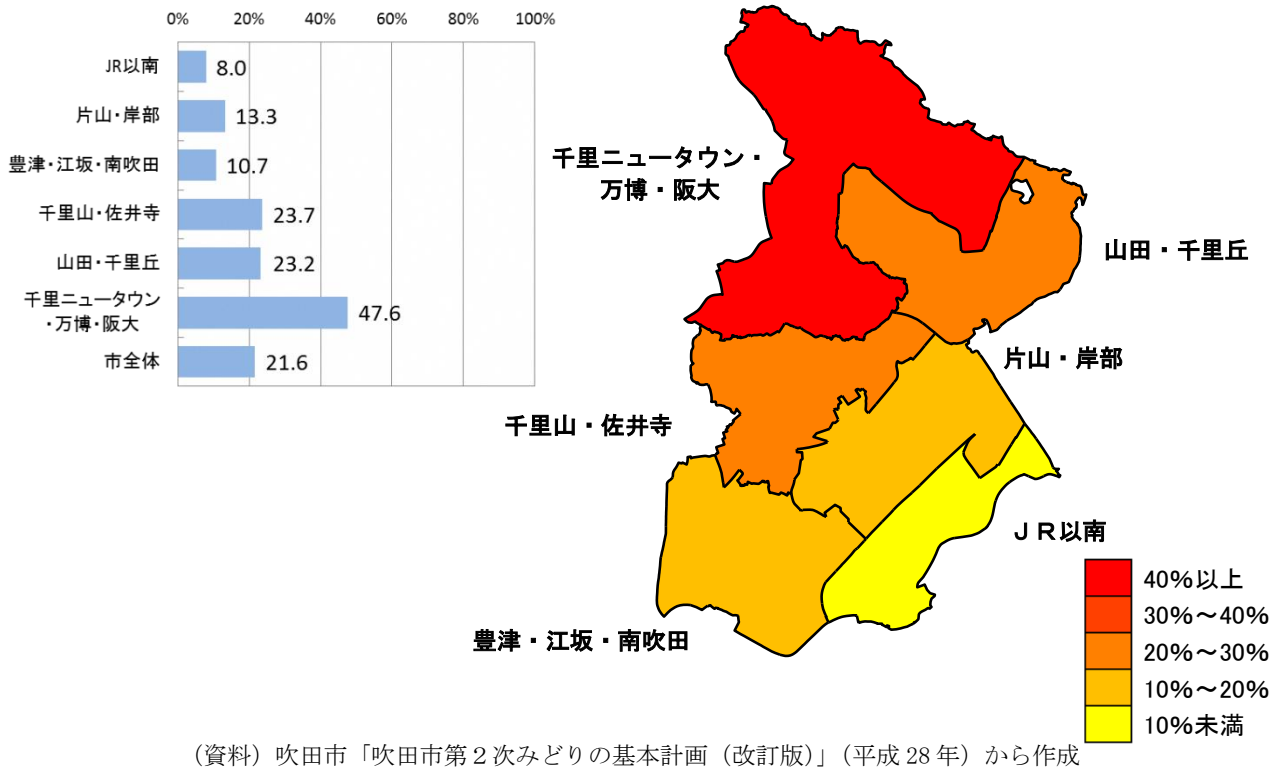 0% 20% 40% 60% 80% 100%
JR以南 8.0
片山・岸部 13.3
豊津・江坂・南吹田 10.7
千里山・佐井寺 23.7
山田・千里丘 23.2
千里ニュータウン
・万博・阪大 47.6
市全体 21.6
千里ニュータウン・
万博・阪大
山田・千里丘
片山・岸部
千里山・佐井寺
ＪＲ以南
豊津・江坂・南吹田
40%以上
30%～40%
20%～30%
10%～20%
10%未満
（資料）吹田市「吹田市第２次みどりの基本計画（改訂版）」（平成 28 年）から作成